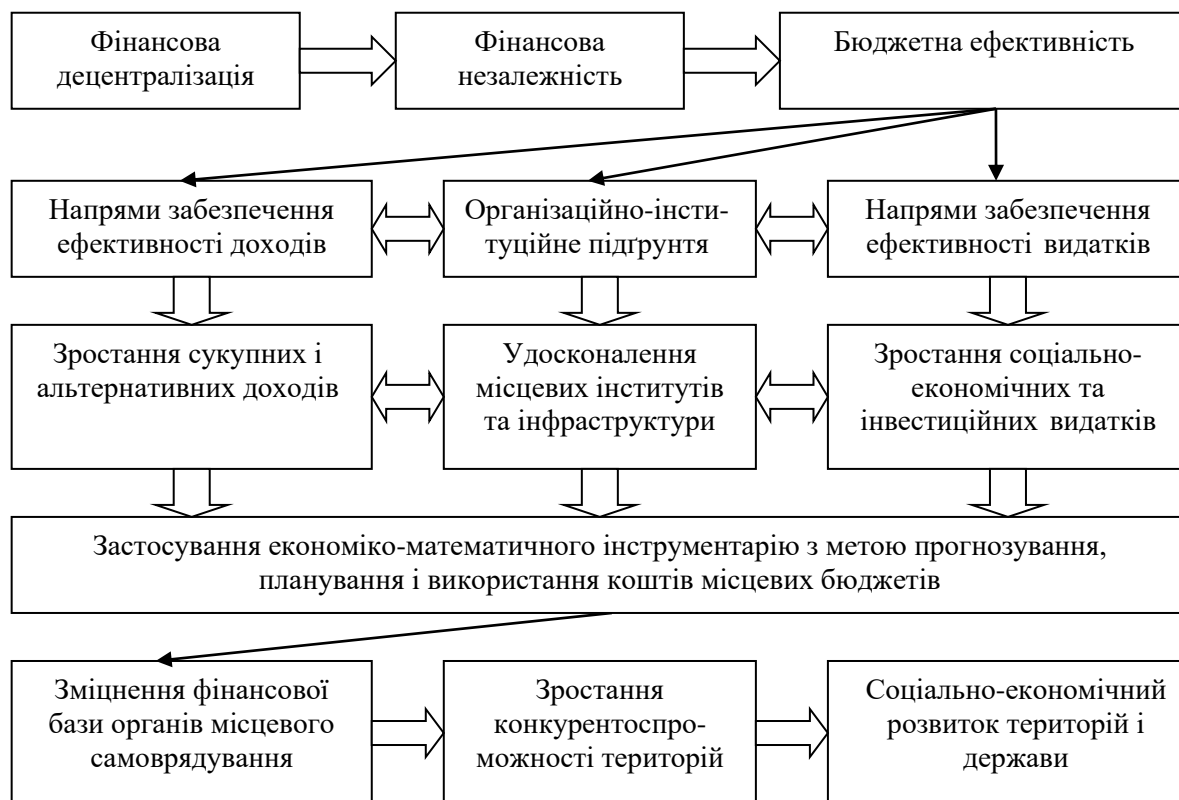 Фінансова
децентралізація
Фінансова
незалежність
Бюджетна ефективність
Напрями забезпечення
ефективності доходів
Організаційно-інсти-
туційне підґрунтя
Напрями забезпечення
ефективності видатків
Зростання сукупних і
альтернативних доходів
Удосконалення
місцевих інститутів
та інфраструктури
Зростання соціально-
економічних та
інвестиційних видатків
Застосування економіко-математичного інструментарію з метою прогнозування,
планування і використання коштів місцевих бюджетів
Зміцнення фінансової
бази органів місцевого
самоврядування
Зростання
конкурентоспро-
можності територій
Соціально-економічний
розвиток територій і
держави